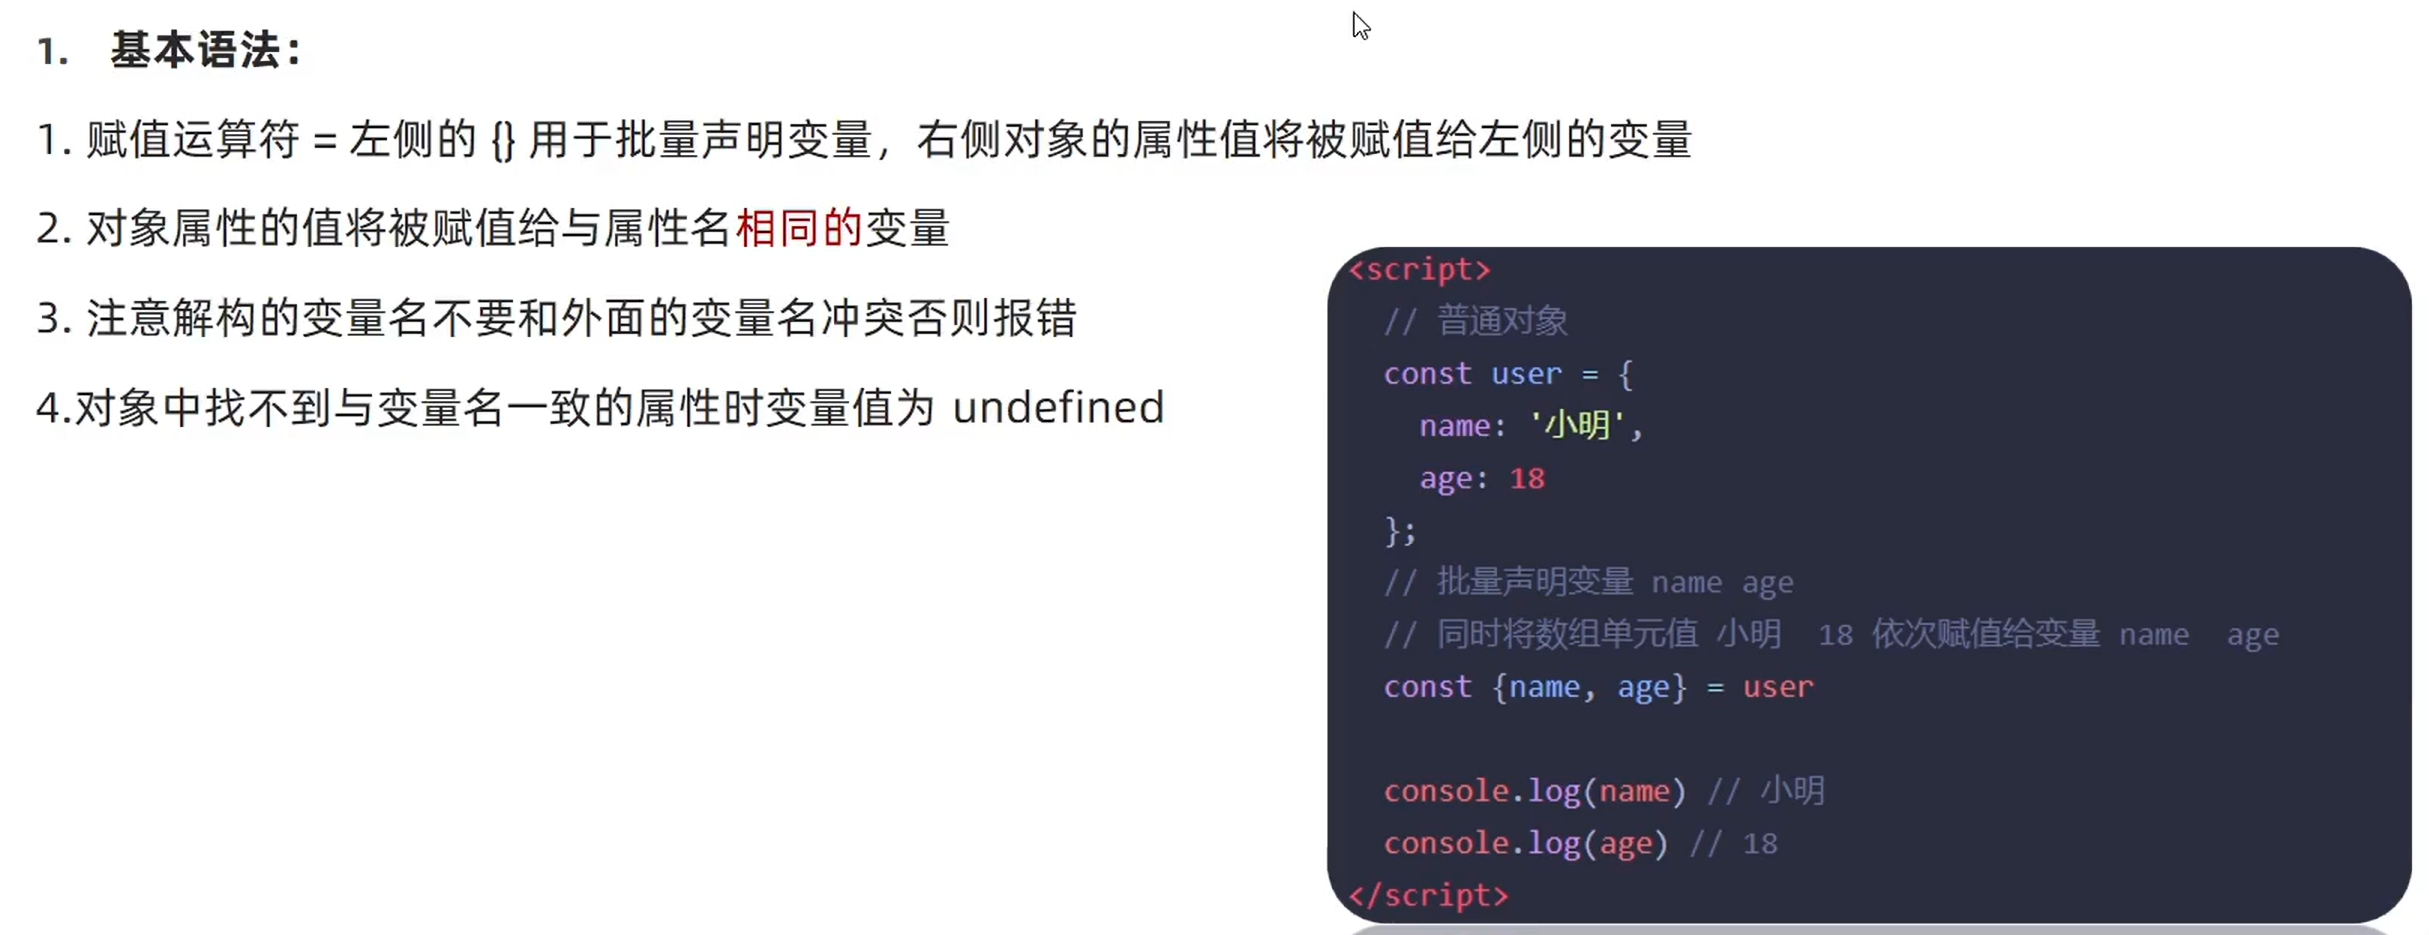 1. 基本语法：
1. 赋值运算符 = 左侧的 {} 用于批量声明变量，右侧对象的属性值将被赋值给左侧的变量
2. 对象属性的值将被赋值给与属性名相同的变量
3. 注意解构的变量名不要和外面的变量名冲突否则报错
4.对象中找不到与变量名一致的属性时变量值为 undefined
<script>
// 普通对象
const user = {
name: '小明',
age: 18
};
// 批量声明变量 name age
// 同时将数组单元值 小明  18 依次赋值给变量 name  age
const {name, age} = user
console.log(name) // 小明
console.log(age) // 18
</script>